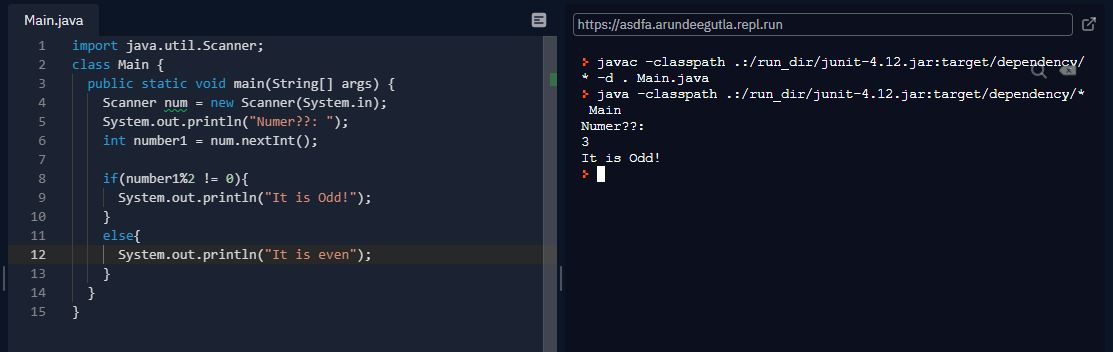 Main.java
1 import java.util.Scanner;
2 class Main {
3 public static void main(String[] args) {
4 Scanner num = new Scanner(System.in);
5 System.out.println("Numer??: ");
6 int number1 = num.nextInt();
7
8 if(number1%2 != 0){
9 System.out.println("It is Odd!");
10 }
11 else{
12 System.out.println("It is even");
13 }
14 }
15 }
https://asdfa.arundeegutla.repl.run
> javac -classpath .:/run_dir/junit-4.12.jar:target/dependency/
* -d . Main.java
> java -classpath .:/run_dir/junit-4.12.jar:target/dependency/*
Main
Numer??:
3
It is Odd!
>